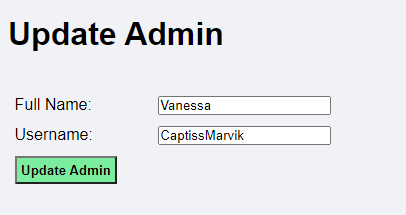 Update Admin
Full Name: Vanessa
Username: CaptissMarvik
Update Admin